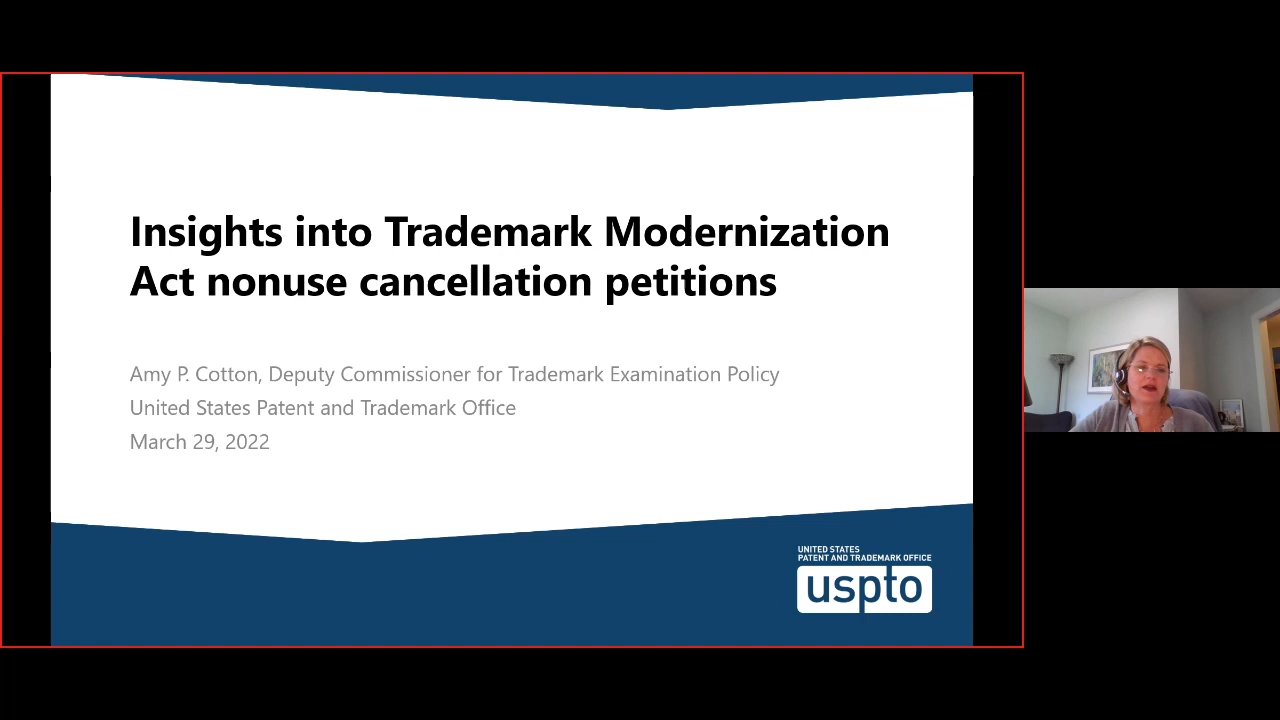 Insights into Trademark Modernization
Act nonuse cancellation petitions
Amy P. Cotton, Deputy Commissioner for Trademark Examination Policy
United States Patent and Trademark Office
March 29, 2022
UNITED STATES
PATENT AND TRADEMARK OFFICE
uspto